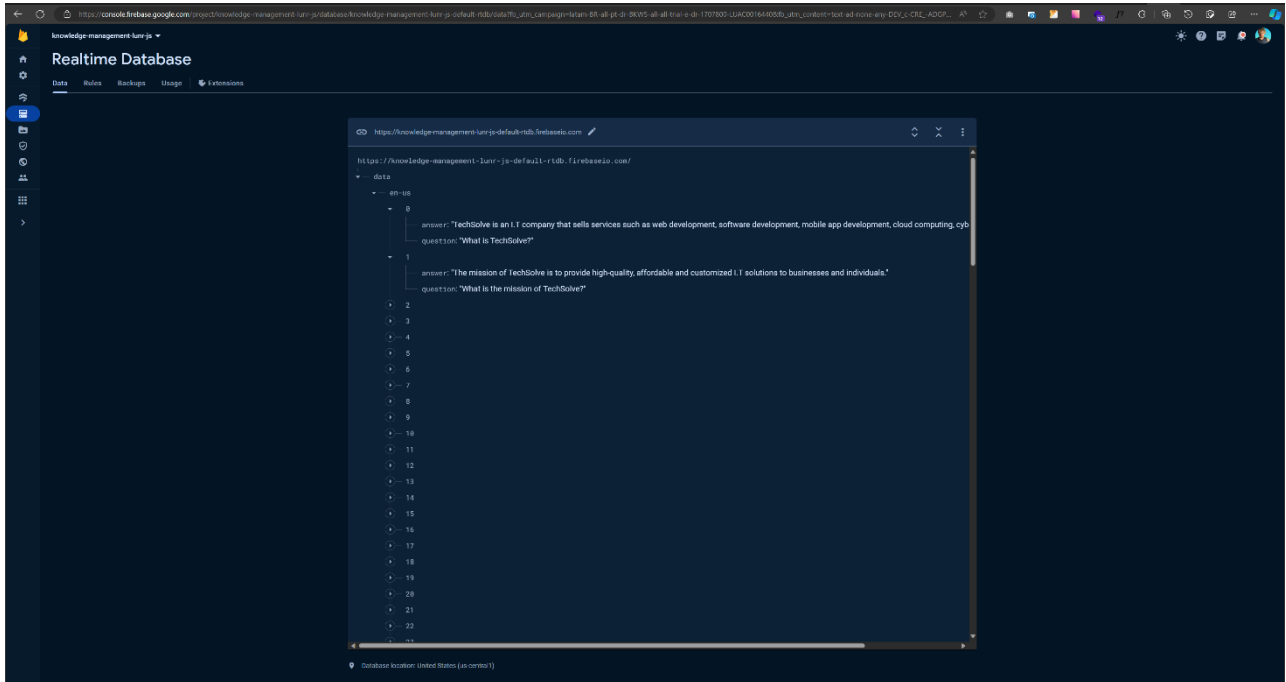 knowledge-management-lunr-js
Realtime Database
Data Rules Backups Usage Extensions
https://knowledge-management-lunr-js-default-rtdb.firebaseio.com
https://knowledge-management-lunr-js-default-rtdb.firebaseio.com/
data
en-us
0
answer: "TechSolve is an I.T company that sells services such as web development, software development, mobile app development, cloud computing, cyb
question: "What is TechSolve?"
1
answer: "The mission of TechSolve is to provide high-quality, affordable and customized I.T solutions to businesses and individuals."
question: "What is the mission of TechSolve?"
2
3
4
5
6
7
8
9
10
11
12
13
14
15
16
17
18
19
20
21
22
Database location: United States (us-central1)